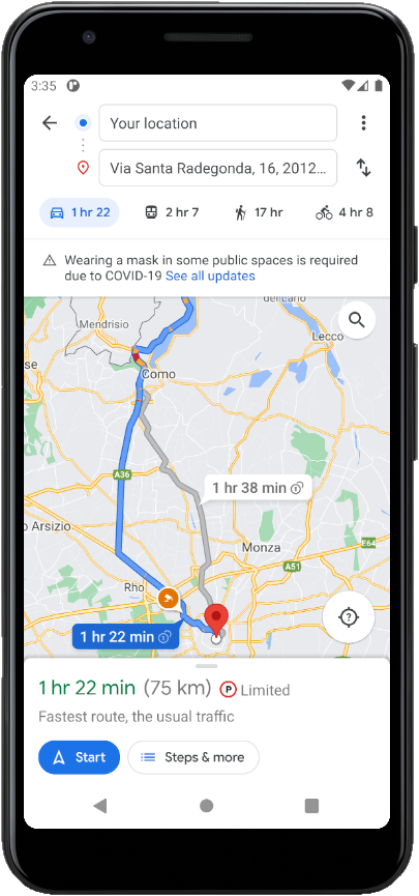 3:35
Your location
Via Santa Radegonda, 16, 2012...
1 hr 22
2 hr 7
17 hr
4 hr 8
Wearing a mask in some public spaces is required
due to COVID-19 See all updates
del Lario
Mendrisio
Lecco
se
Como
A36
1 hr 38 min
o Arsizio
Monza
E64
A51
Rho
1 hr 22 min
1 hr 22 min (75 km) P Limited
Fastest route, the usual traffic
Start
Steps & more